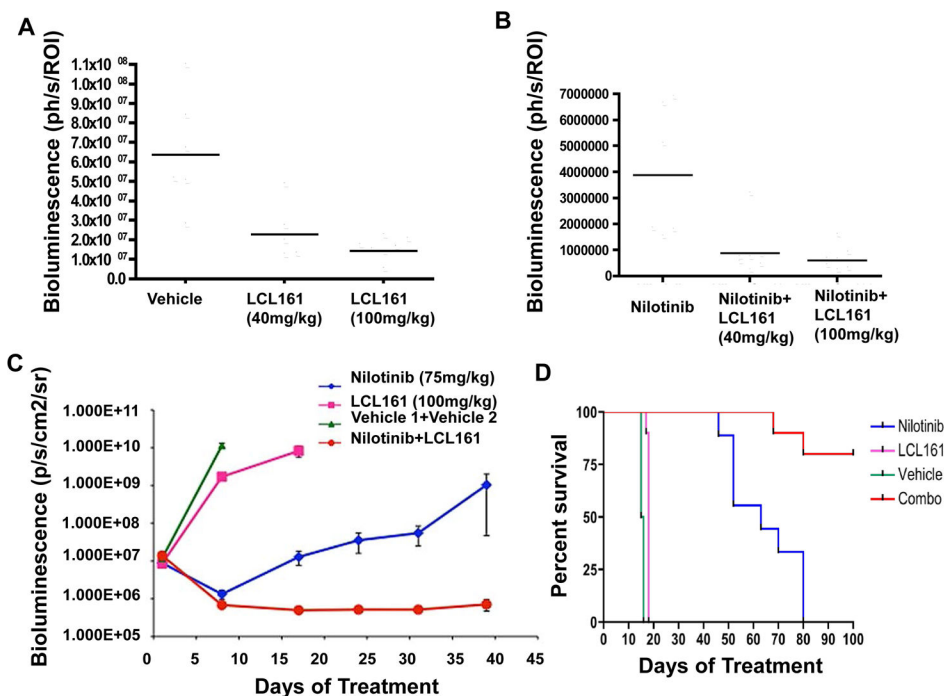 A
Bioluminescence (ph/s/ROI)
1.1x10 08
1.0x10 08
9.0x10 07
8.0x10 07
7.0x10 07
6.0x10 07
5.0x10 07
4.0x10 07
3.0x10 07
2.0x10 07
1.0x10 07
0.0
Vehicle
LCL161
(40mg/kg)
LCL161
(100mg/kg)
B
Bioluminescence (ph/s/ROI)
7000000
6000000
5000000
4000000
3000000
2000000
1000000
0
Nilotinib
Nilotinib+
LCL161
(40mg/kg)
Nilotinib+
LCL161
(100mg/kg)
C
Nilotinib (75mg/kg)
LCL161 (100mg/kg)
Vehicle 1+Vehicle 2
Nilotinib+LCL161
Bioluminescence (p/s/cm2/sr)
1.000E+11
1.000E+10
1.000E+09
1.000E+08
1.000E+07
1.000E+06
1.000E+05
0 5 10 15 20 25 30 35 40 45
Days of Treatment
D
Percent survival
100
75
50
25
0
0 10 20 30 40 50 60 70 80 90 100
Days of Treatment
Nilotinib
LCL161
Vehicle
Combo